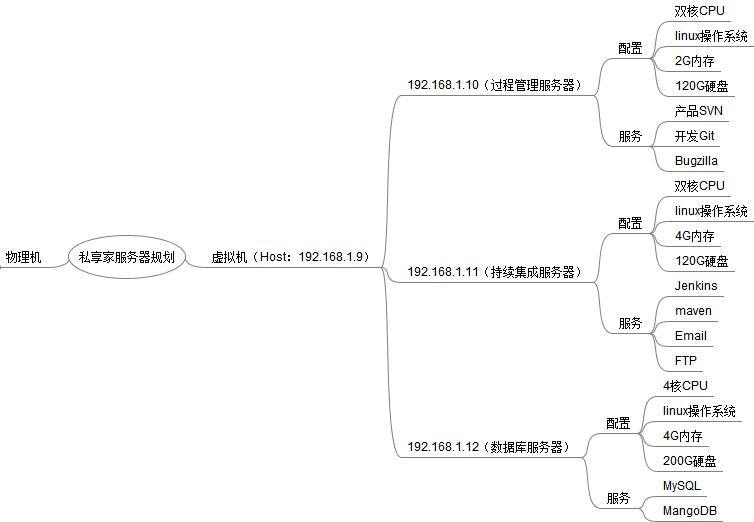 物理机
私享家服务器规划
虚拟机（Host：192.168.1.9）
192.168.1.10（过程管理服务器）
配置
双核CPU
linux操作系统
2G内存
120G硬盘
服务
产品SVN
开发Git
Bugzilla
192.168.1.11（持续集成服务器）
配置
双核CPU
linux操作系统
4G内存
120G硬盘
服务
Jenkins
maven
Email
FTP
192.168.1.12（数据库服务器）
配置
4核CPU
linux操作系统
4G内存
200G硬盘
服务
MySQL
MangoDB